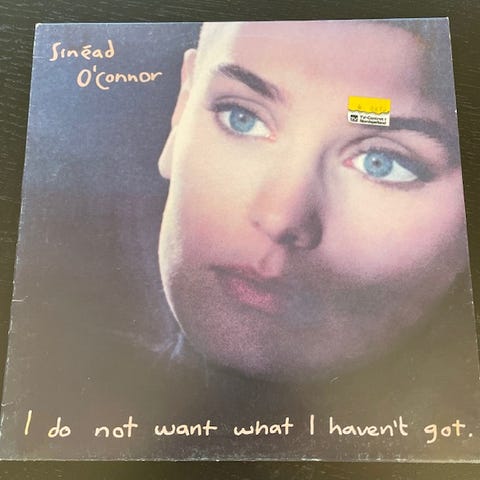 Sinéad
O'Connor
I do not want what I haven't got.